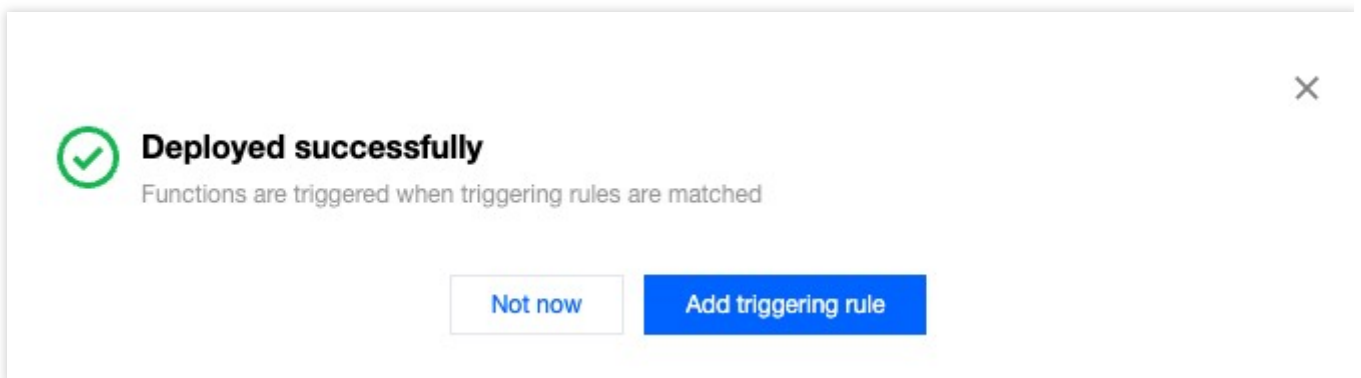 Deployed successfully
Functions are triggered when triggering rules are matched
Not now
Add triggering rule